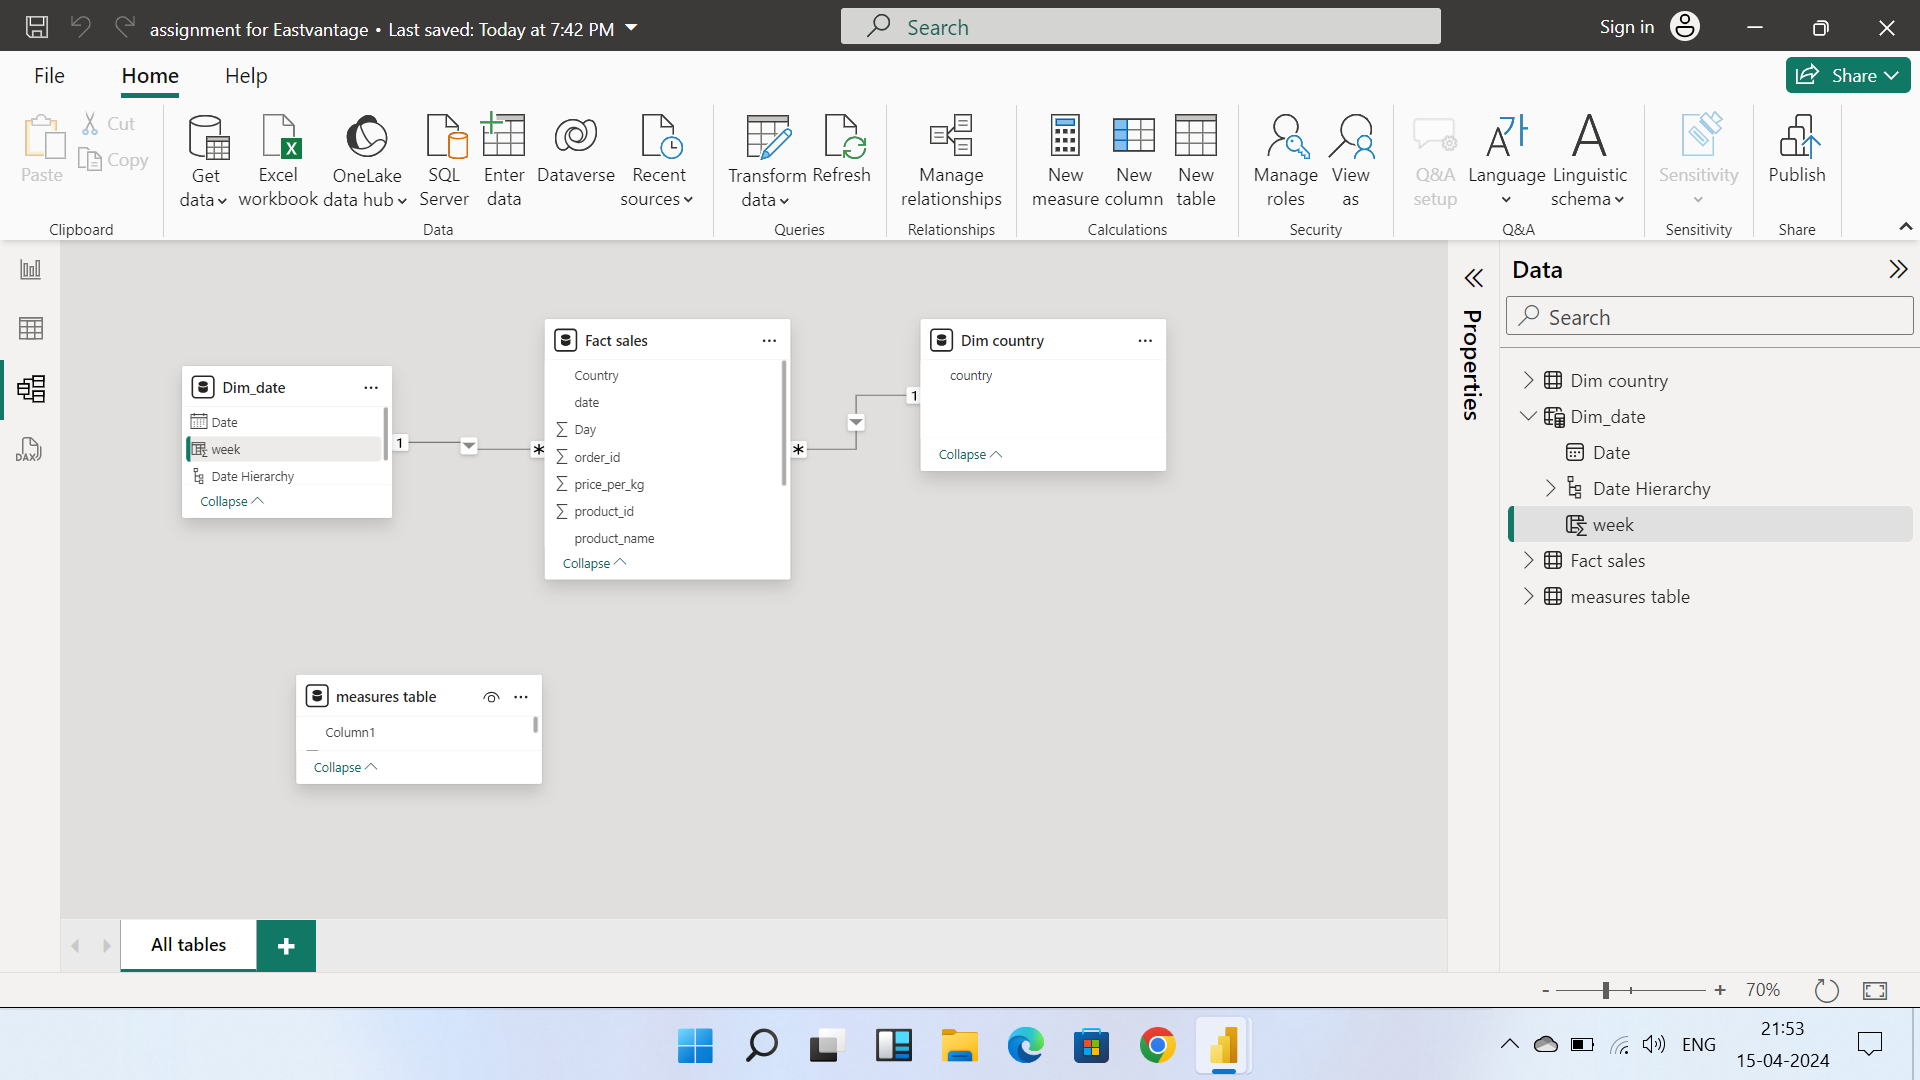 assignment for Eastvantage • Last saved: Today at 7:42 PM
Search
Sign in
File
Home
Help
Share
Paste
Cut
Copy
Clipboard
Get data
Excel workbook
OneLake data hub
SQL Server
Enter data
Dataverse
Recent sources
Data
Transform data
Refresh
Queries
Manage relationships
Relationships
New measure
New column
New table
Calculations
Manage roles
View as
Security
Q&A setup
Language
Linguistic schema
Q&A
Sensitivity
Sensitivity
Publish
Share
DAX
Dim_date
Date
week
Date Hierarchy
Collapse
1
*
Fact sales
Country
date
Day
order_id
price_per_kg
product_id
product_name
Collapse
*
1
Dim country
country
Collapse
measures table
Column1
Collapse
Properties
Data
Search
Dim country
Dim_date
Date
Date Hierarchy
week
Fact sales
measures table
All tables
- + 70%
ENG
21:53
15-04-2024